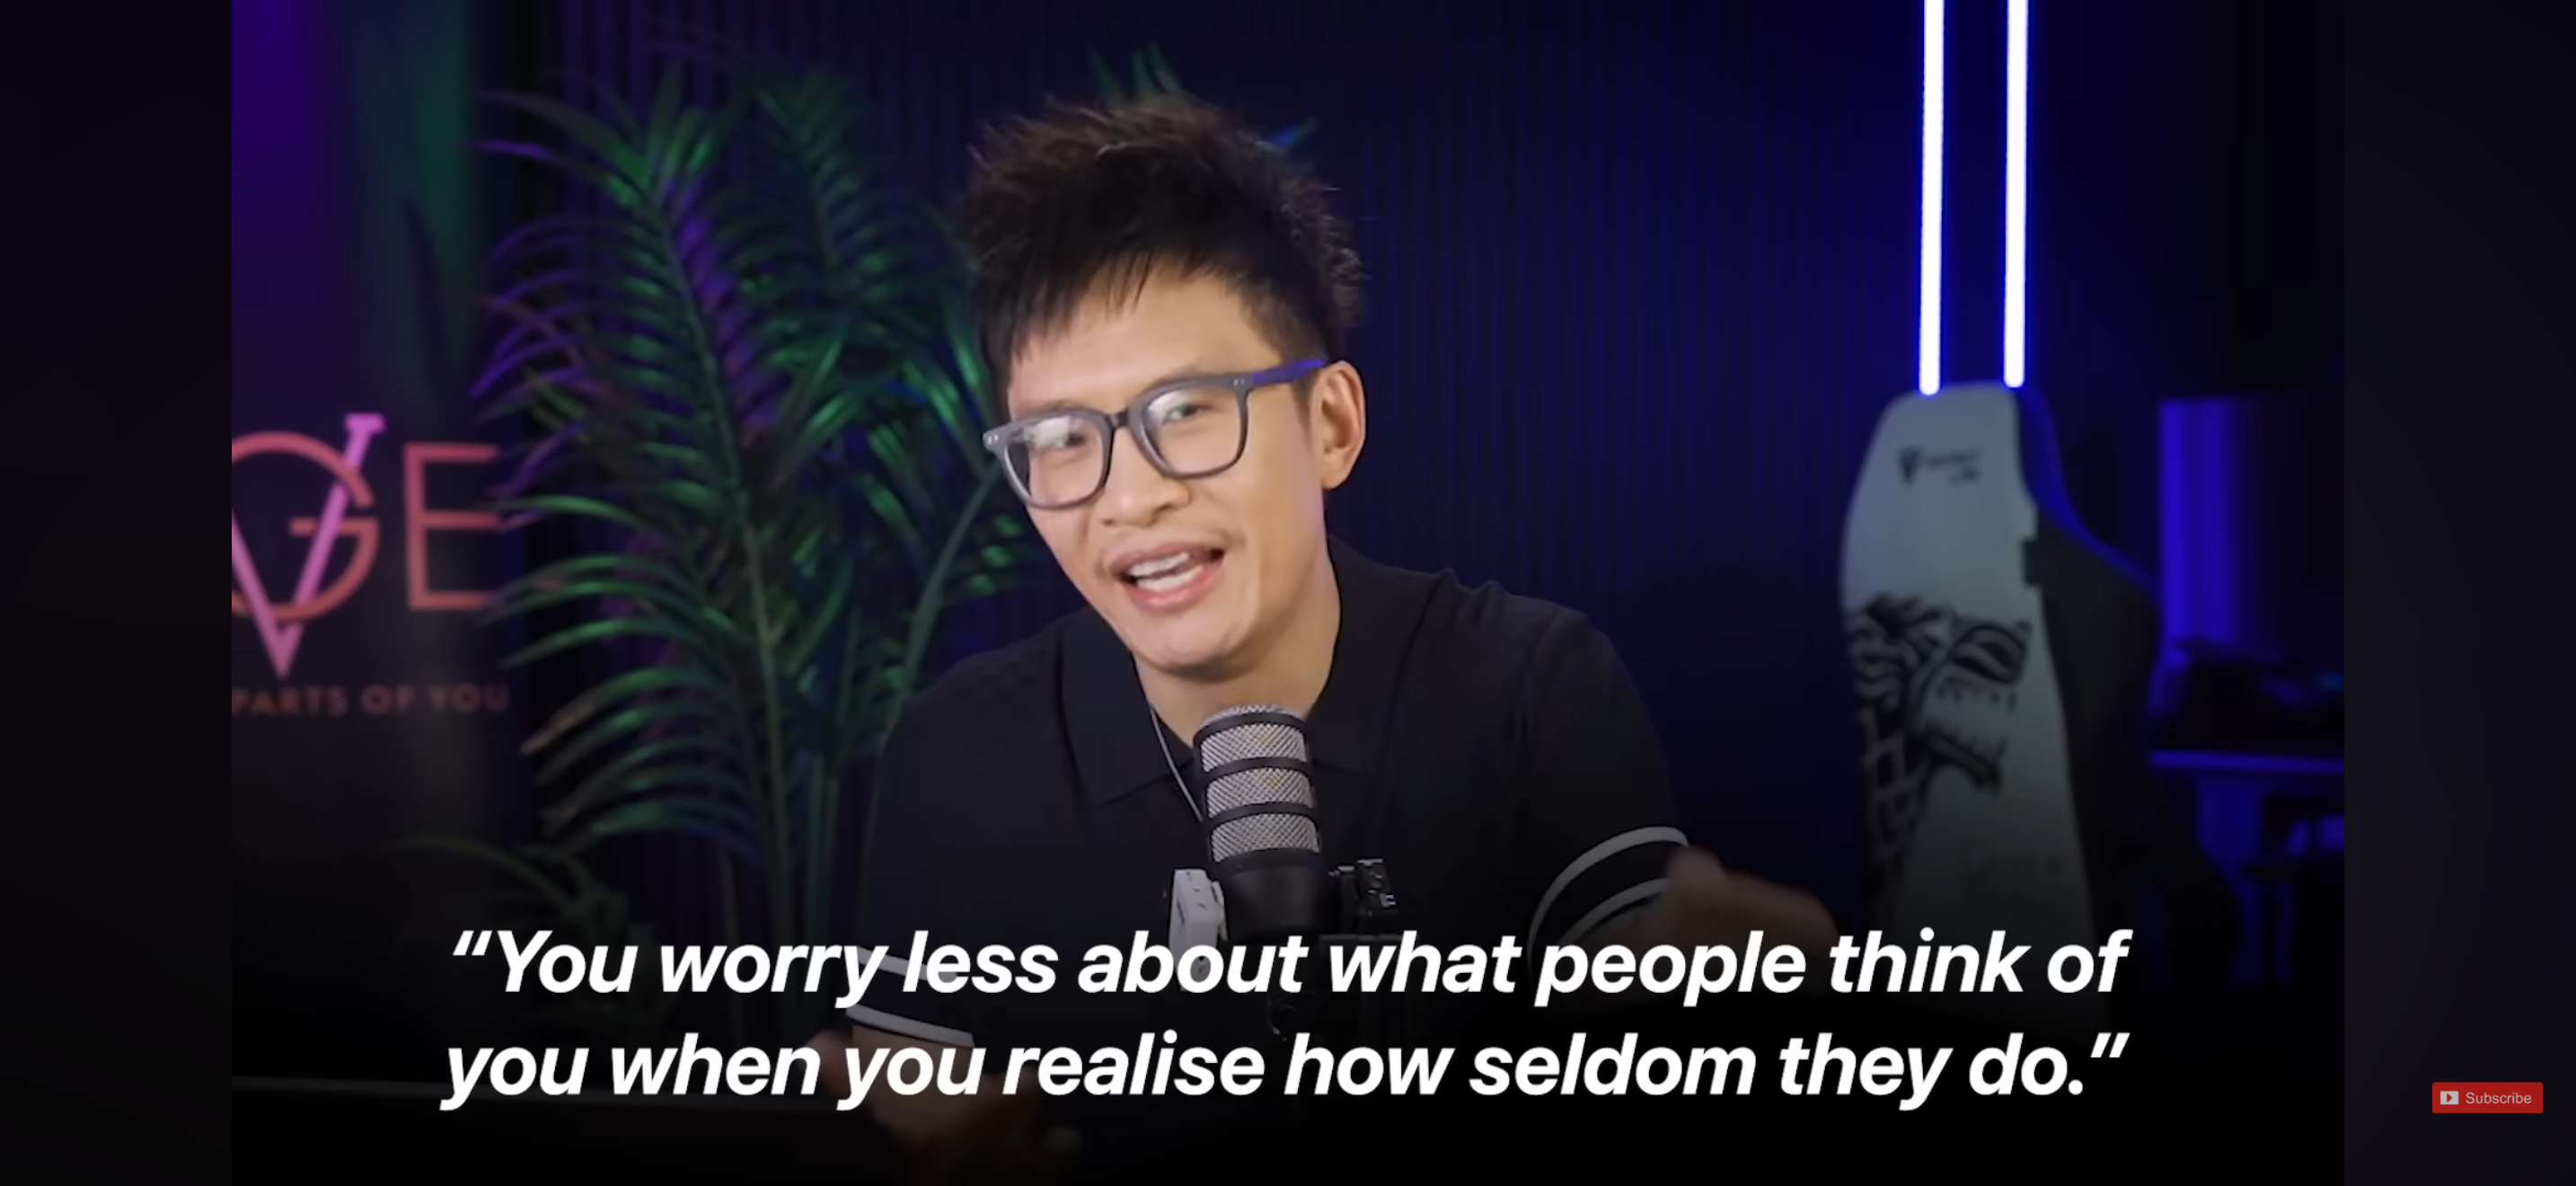 GE
V
PARTS OF YOU
“You worry less about what people think of
you when you realise how seldom they do.”
Subscribe